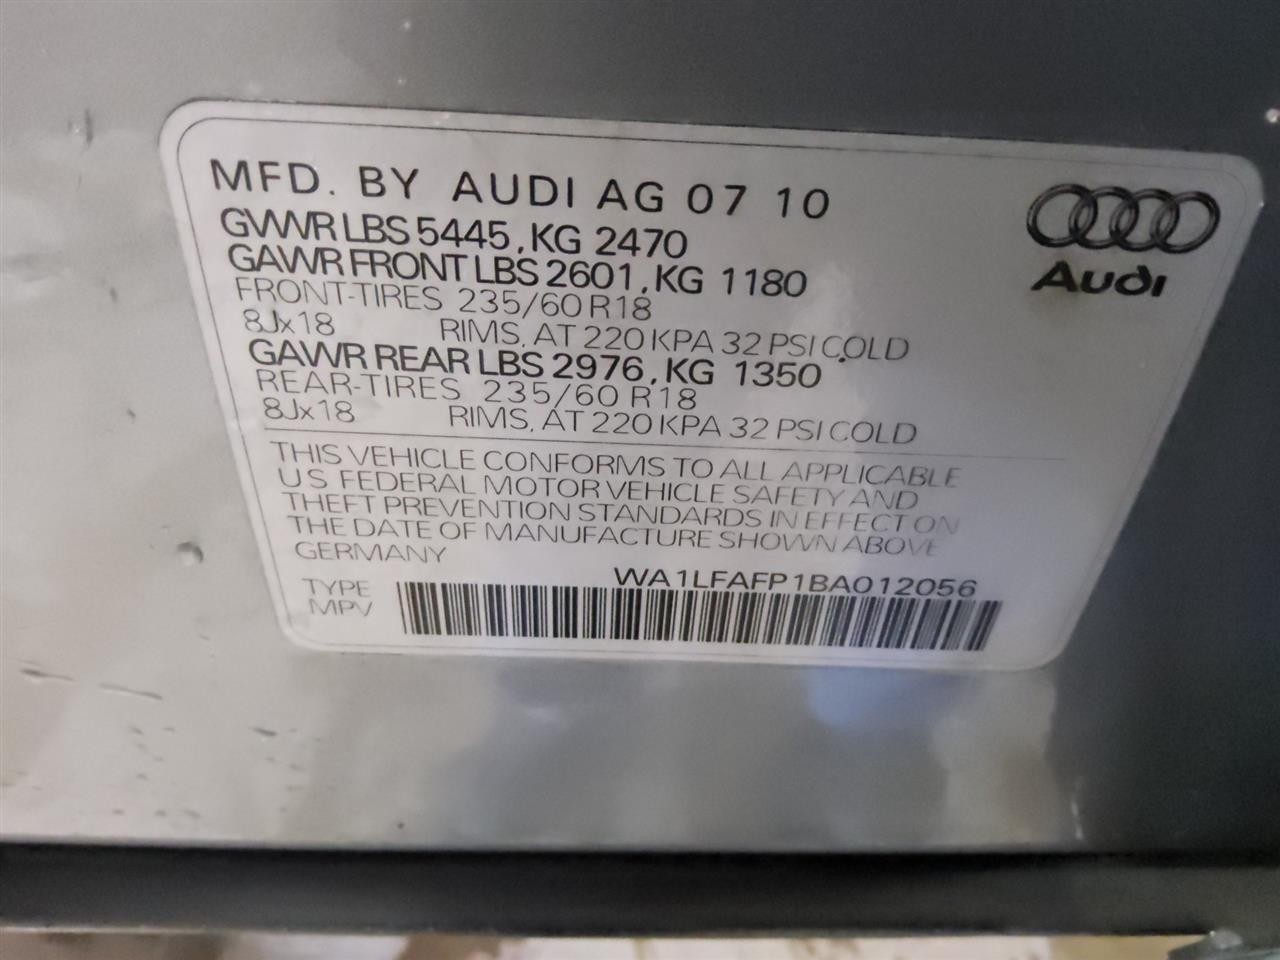 MFD. BY AUDI AG 07 10
GVWR LBS 5445, KG 2470
GAWR FRONT LBS 2601, KG 1180
FRONT-TIRES 235/60 R18
8Jx18 RIMS, AT 220 KPA 32 PSI COLD
GAWR REAR LBS 2976, KG 1350
REAR-TIRES 235/60 R18
8Jx18 RIMS, AT 220 KPA 32 PSI COLD
Audi
THIS VEHICLE CONFORMS TO ALL APPLICABLE
US FEDERAL MOTOR VEHICLE SAFETY AND
THEFT PREVENTION STANDARDS IN EFFECT ON
THE DATE OF MANUFACTURE SHOWN ABOVE
GERMANY
WA1LFAFP1BA012056
TYPE
MPV